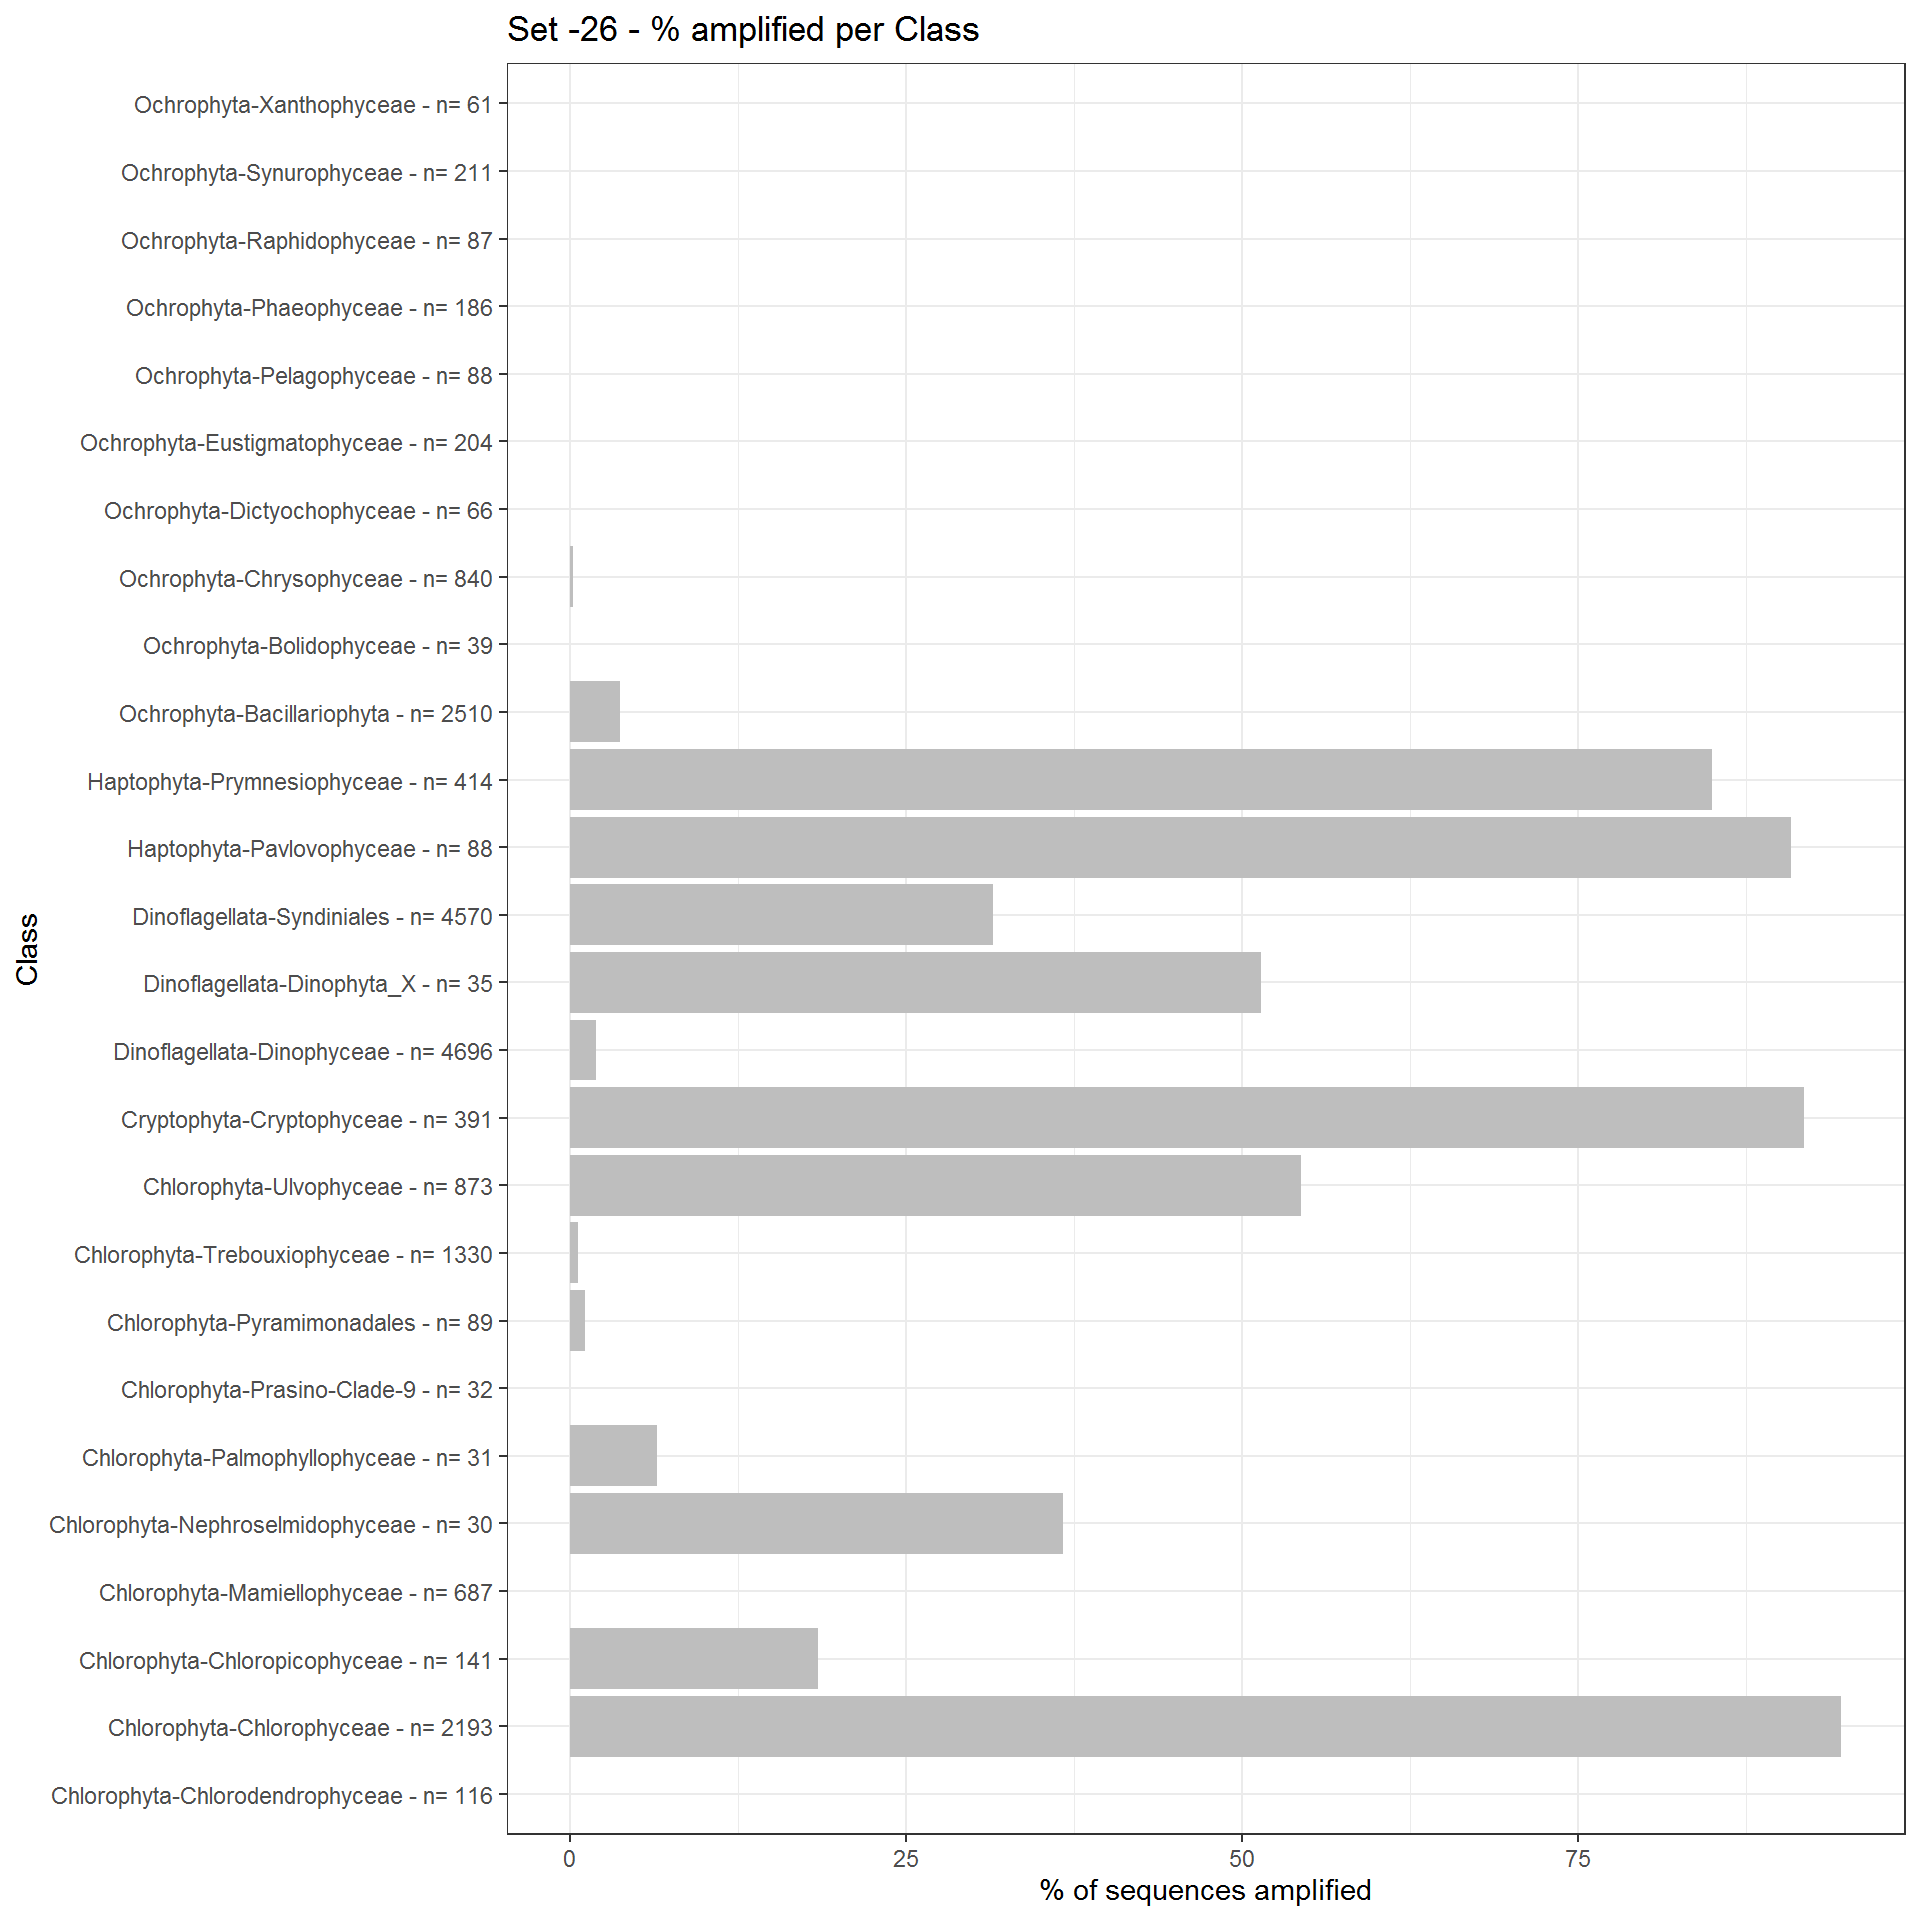 Set -26 - % amplified per Class
Ochrophyta-Xanthophyceae - n= 61
Ochrophyta-Synurophyceae - n= 211
Ochrophyta-Raphidophyceae - n= 87
Ochrophyta-Phaeophyceae - n= 186
Ochrophyta-Pelagophyceae - n= 88
Ochrophyta-Eustigmatophyceae - n= 204
Ochrophyta-Dictyochophyceae - n= 66
Ochrophyta-Chrysophyceae - n= 840
Ochrophyta-Bolidophyceae - n= 39
Ochrophyta-Bacillariophyta - n= 2510
Haptophyta-Prymnesiophyceae - n= 414
Haptophyta-Pavlovophyceae - n= 88
Dinoflagellata-Syndiniales - n= 4570
Dinoflagellata-Dinophyta_X - n= 35
Dinoflagellata-Dinophyceae - n= 4696
Cryptophyta-Cryptophyceae - n= 391
Chlorophyta-Ulvophyceae - n= 873
Chlorophyta-Trebouxiophyceae - n= 1330
Chlorophyta-Pyramimonadales - n= 89
Chlorophyta-Prasino-Clade-9 - n= 32
Chlorophyta-Palmophyllophyceae - n= 31
Chlorophyta-Nephroselmidophyceae - n= 30
Chlorophyta-Mamiellophyceae - n= 687
Chlorophyta-Chloropicophyceae - n= 141
Chlorophyta-Chlorophyceae - n= 2193
Chlorophyta-Chlorodendrophyceae - n= 116
Class
0 25 50 75
% of sequences amplified